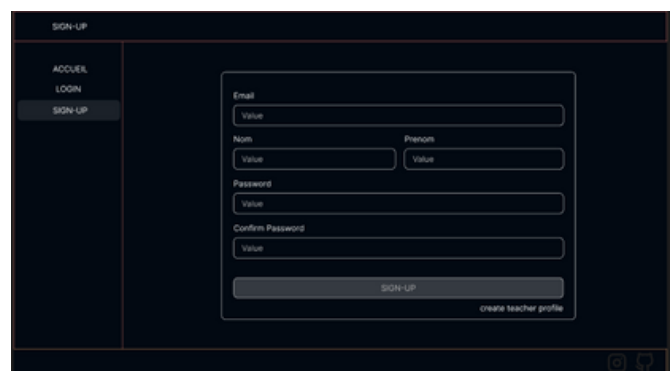 SIGN-UP
ACCUEIL
LOGIN
SIGN-UP
Email
Value
Nom Prenom
Value Value
Password
Value
Confirm Password
Value
SIGN-UP
create teacher profile